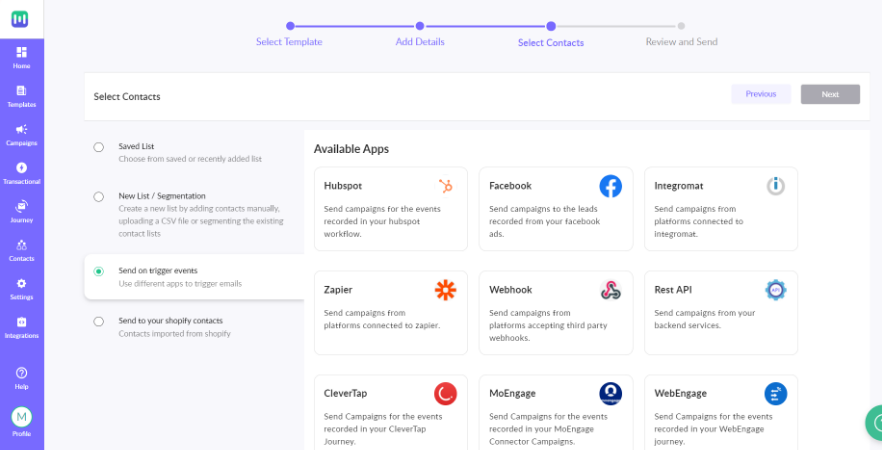 Select Template
Add Details
Select Contacts
Review and Send
Home
Templates
Campaigns
Transactional
Journey
Contacts
Settings
Integrations
Help
M
Profile
Select Contacts
Previous
Next
Saved List
Choose from saved or recently added list
New List / Segmentation
Create a new list by adding contacts manually,
uploading a CSV file or segmenting the existing
contact lists
Send on trigger events
Use different apps to trigger emails
Send to your shopify contacts
Contacts imported from shopify
Available Apps
Hubspot
Send campaigns for the events
recorded in your hubspot
workflow.
Facebook
Send campaigns to the leads
recorded from your facebook
ads.
Integromat
Send campaigns from
platforms connected to
integromat.
Zapier
Send campaigns from
platforms connected to zapier.
Webhook
Send campaigns from
platforms accepting third party
webhooks.
Rest API
API
Send campaigns from your
backend services.
CleverTap
Send Campaigns for the events
recorded in your CleverTap
Journey.
MoEngage
Send Campaigns for the events
recorded in your MoEngage
Connector Campaigns.
WebEngage
Send Campaigns for the events
recorded in your WebEngage
journey.